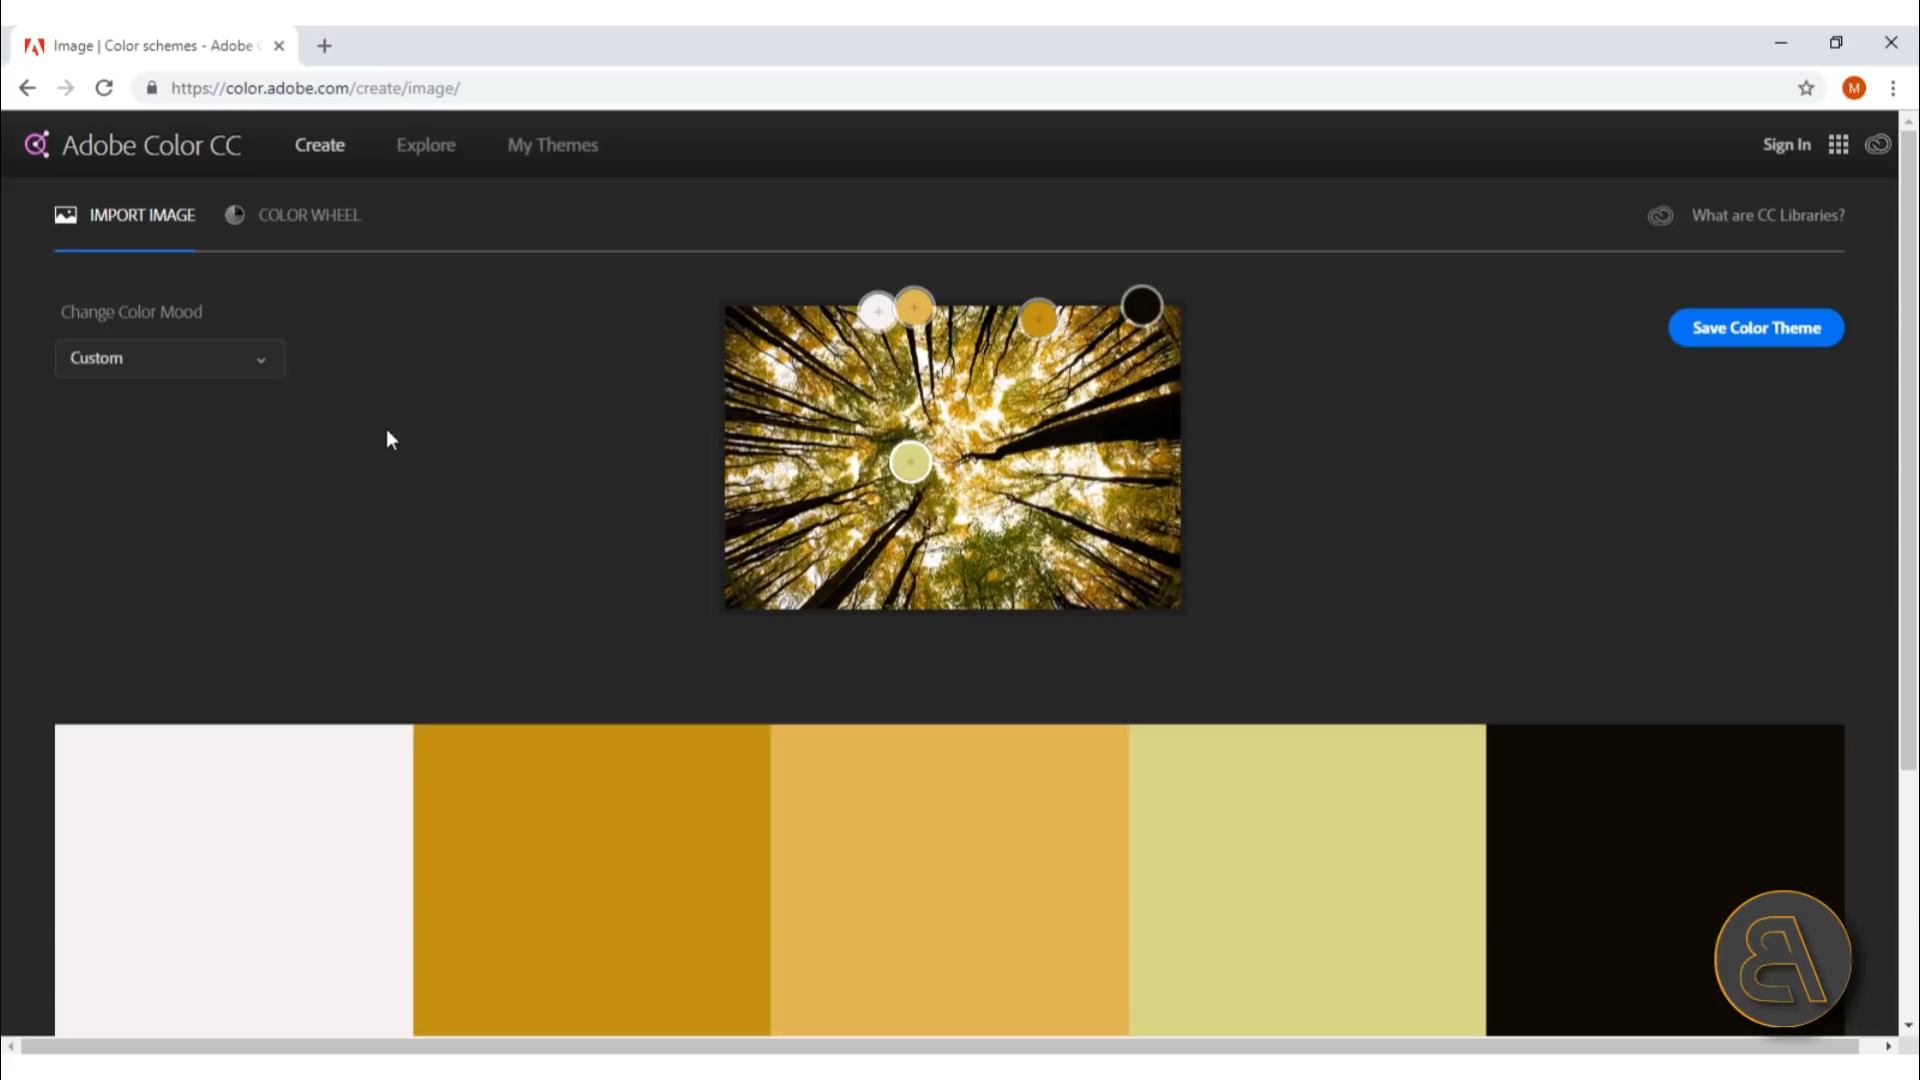 Image | Color schemes - Adobe C
https://color.adobe.com/create/image/
M
Adobe Color CC
Create
Explore
My Themes
Sign In
IMPORT IMAGE
COLOR WHEEL
What are CC Libraries?
Change Color Mood
Custom
Save Color Theme